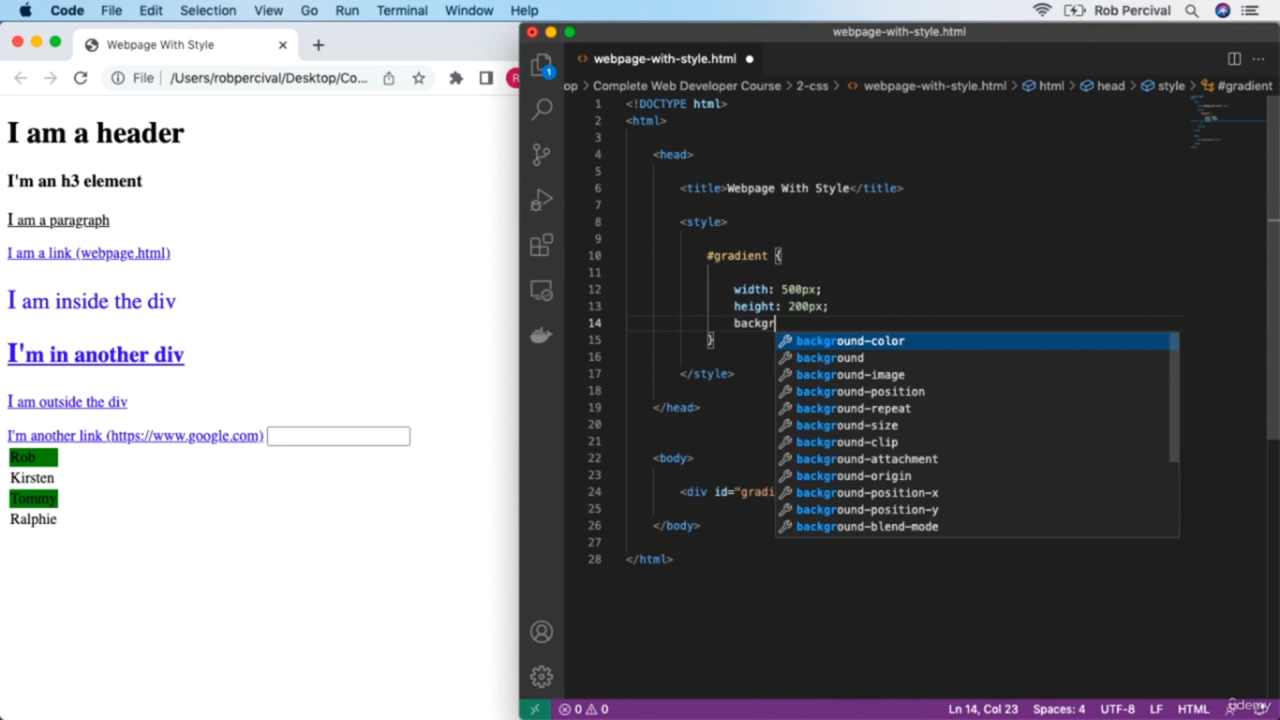 Code File Edit Selection View Go Run Terminal Window Help Rob Percival
Webpage With Style
File /Users/robpercival/Desktop/Co... R
I am a header
I'm an h3 element
I am a paragraph
I am a link (webpage.html)
I am inside the div
I'm in another div
I am outside the div
I'm another link (https://www.google.com)
Rob
Kirsten
Tommy
Ralphie
webpage-with-style.html
webpage-with-style.html
op > Complete Web Developer Course > 2-css > webpage-with-style.html > html > head > style > #gradient
1
1 <!DOCTYPE html>
2 <html>
3
4 <head>
5
6 <title>Webpage With Style</title>
7
8 <style>
9
10 #gradient {
11
12 width: 500px;
13 height: 200px;
14 backgr
15 }
16
17 </style>
18
19 </head>
20
21
22 <body>
23
24 <div id="gradi
25
26 </body>
27
28 </html>
background-color
background
background-image
background-position
background-repeat
background-size
background-clip
background-attachment
background-origin
background-position-x
background-position-y
background-blend-mode
0 0 Ln 14, Col 23 Spaces: 4 UTF-8 LF HTML
udemy